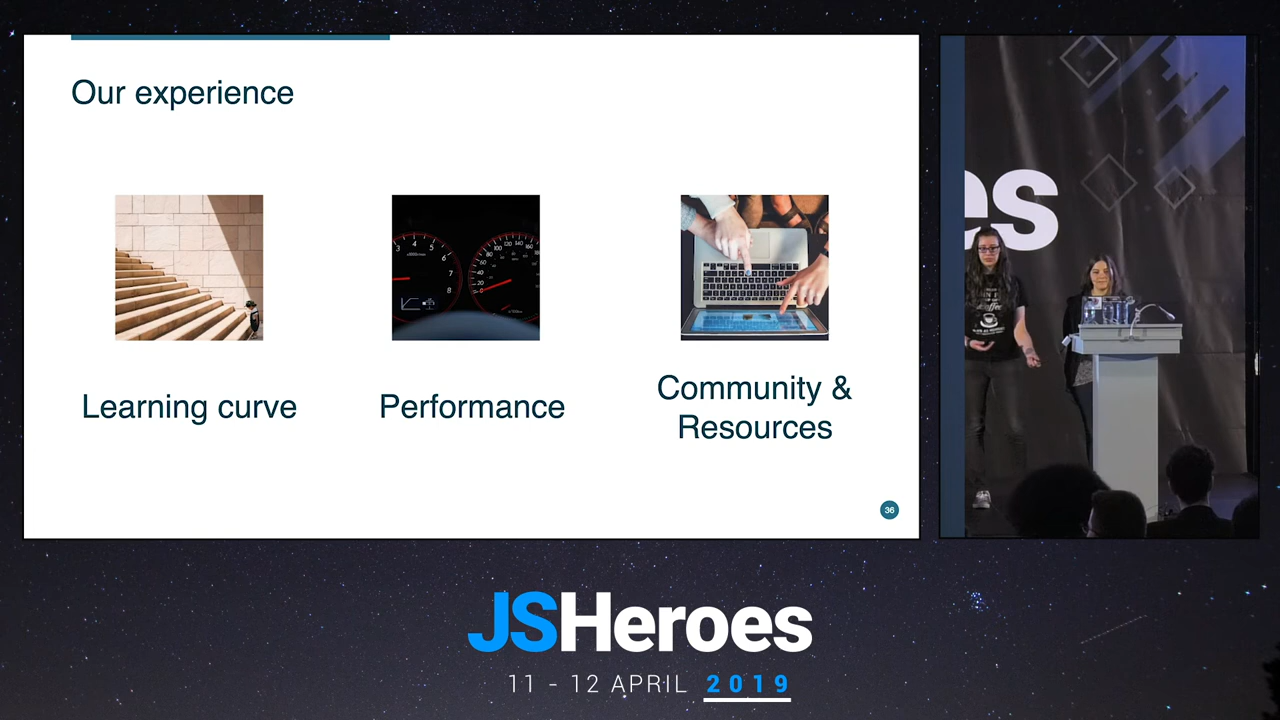 Our experience
Learning curve
Performance
Community &
Resources
36
es
JSHeroes
11 - 12 APRIL 2019